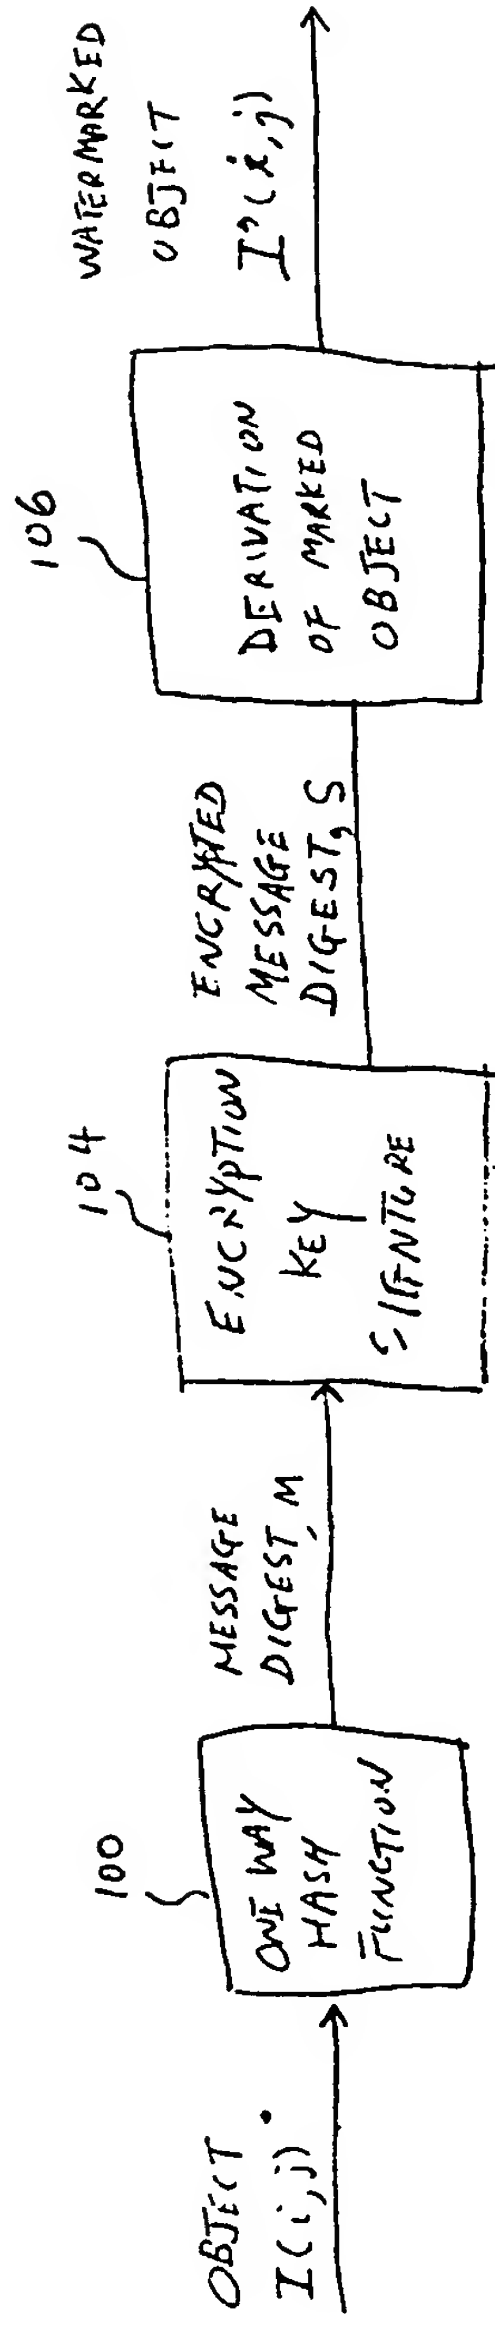 OBJECT
I(i,j)
100
ONE WAY
HASH
FUNCTION
MESSAGE
DIGEST, M
104
ENCRYPTION
KEY
SIGNTURE
ENCRYPTED
MESSAGE
DIGEST, S
106
DERIVATION
OF MARKED
OBJECT
WATERMARKED
OBJECT
I'(i,j)